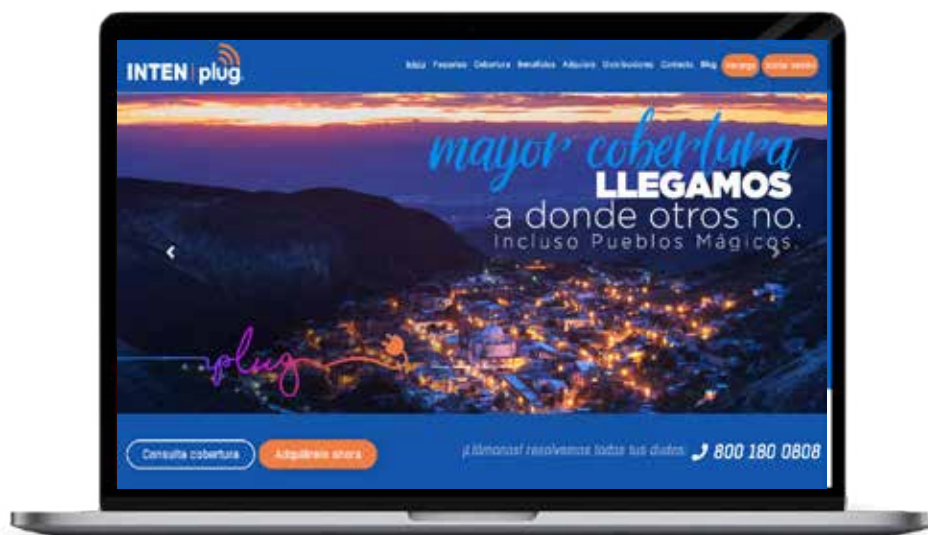 INTEN | plug
Inicio Paquetes Cobertura Beneficios Adquiere Distribuidores Contacto Blog Recarga Iniciar sesión
mayor cobertura
LLEGAMOS
a donde otros no.
Incluso Pueblos Mágicos.
plug
Consulta cobertura Adquiérelo ahora ¡Llámanos! resolvemos todas tus dudas 800 180 0808